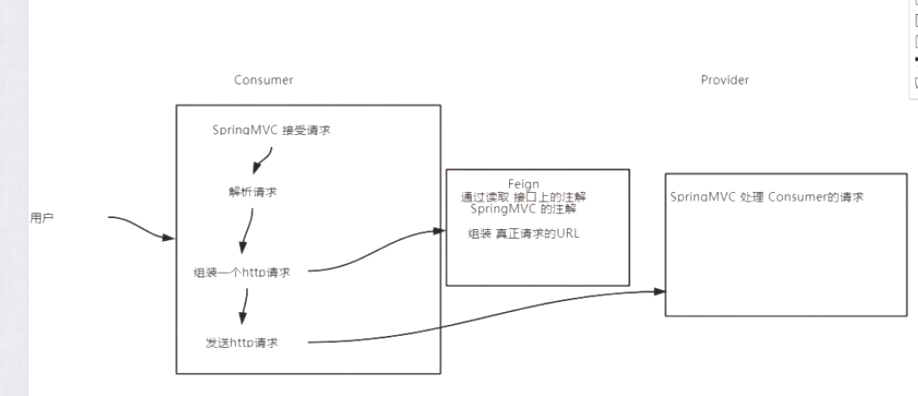 Consumer
Provider
SpringMVC 接受请求
解析请求
用户
组装一个http请求
发送http请求
Feign
通过读取 接口上的注解
SpringMVC 的注解
组装 真正请求的URL
SpringMVC 处理 Consumer的请求